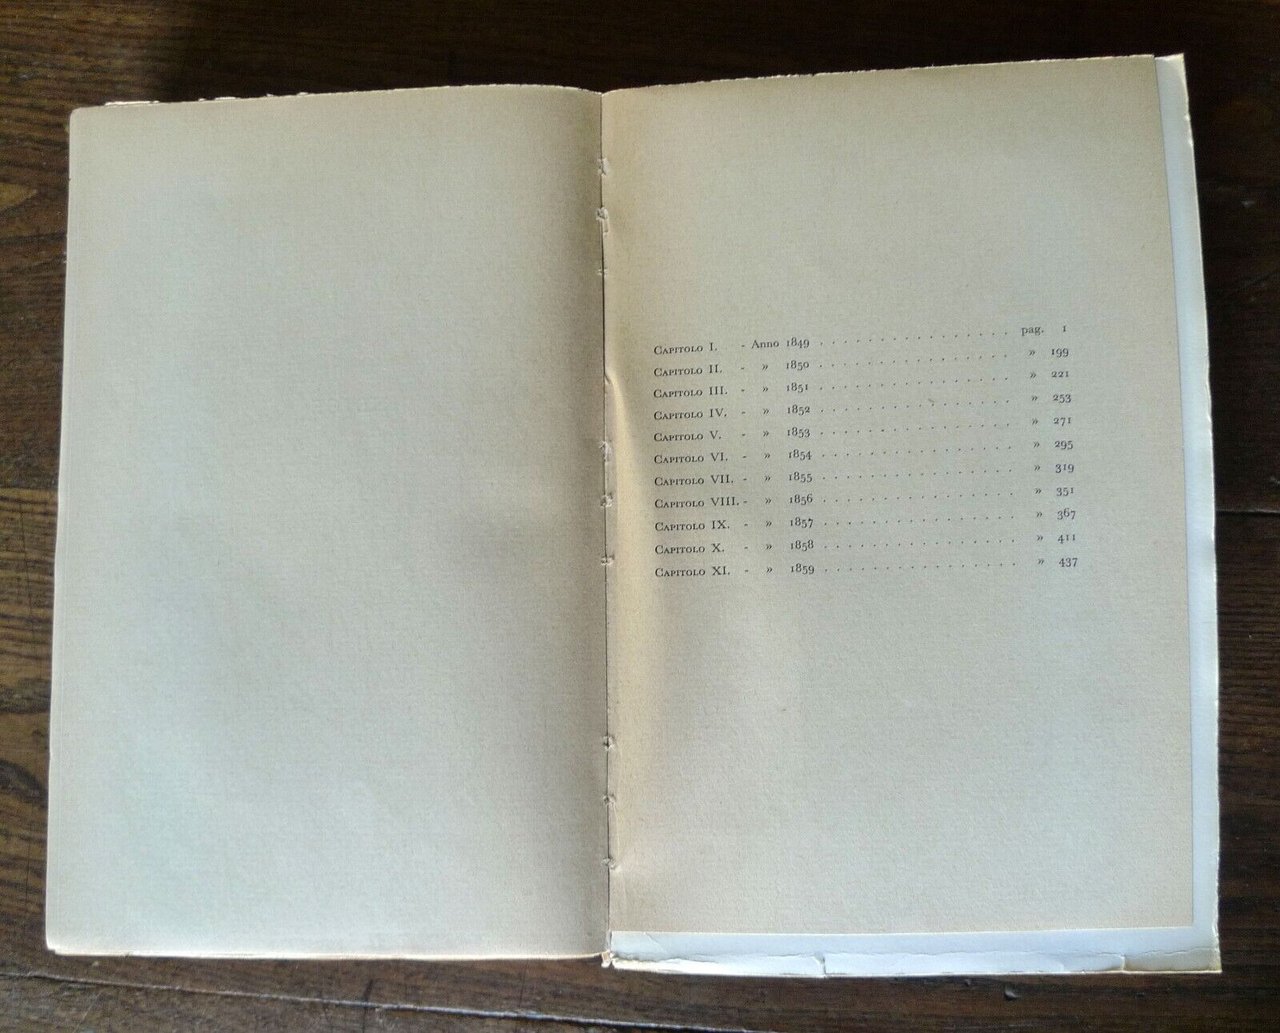 Capitolo I. - Anno 1849 . . . . . . . . . . . . . . . . pag. 1
Capitolo II. - » 1850 . . . . . . . . . . . . . . . . » 199
Capitolo III. - » 1851 . . . . . . . . . . . . . . . . » 221
Capitolo IV. - » 1852 . . . . . . . . . . . . . . . . » 253
Capitolo V. - » 1853 . . . . . . . . . . . . . . . . » 271
Capitolo VI. - » 1854 . . . . . . . . . . . . . . . . » 295
Capitolo VII. - » 1855 . . . . . . . . . . . . . . . . » 319
Capitolo VIII. - » 1856 . . . . . . . . . . . . . . . . » 351
Capitolo IX. - » 1857 . . . . . . . . . . . . . . . . » 367
Capitolo X. - » 1858 . . . . . . . . . . . . . . . . » 411
Capitolo XI. - » 1859 . . . . . . . . . . . . . . . . » 437